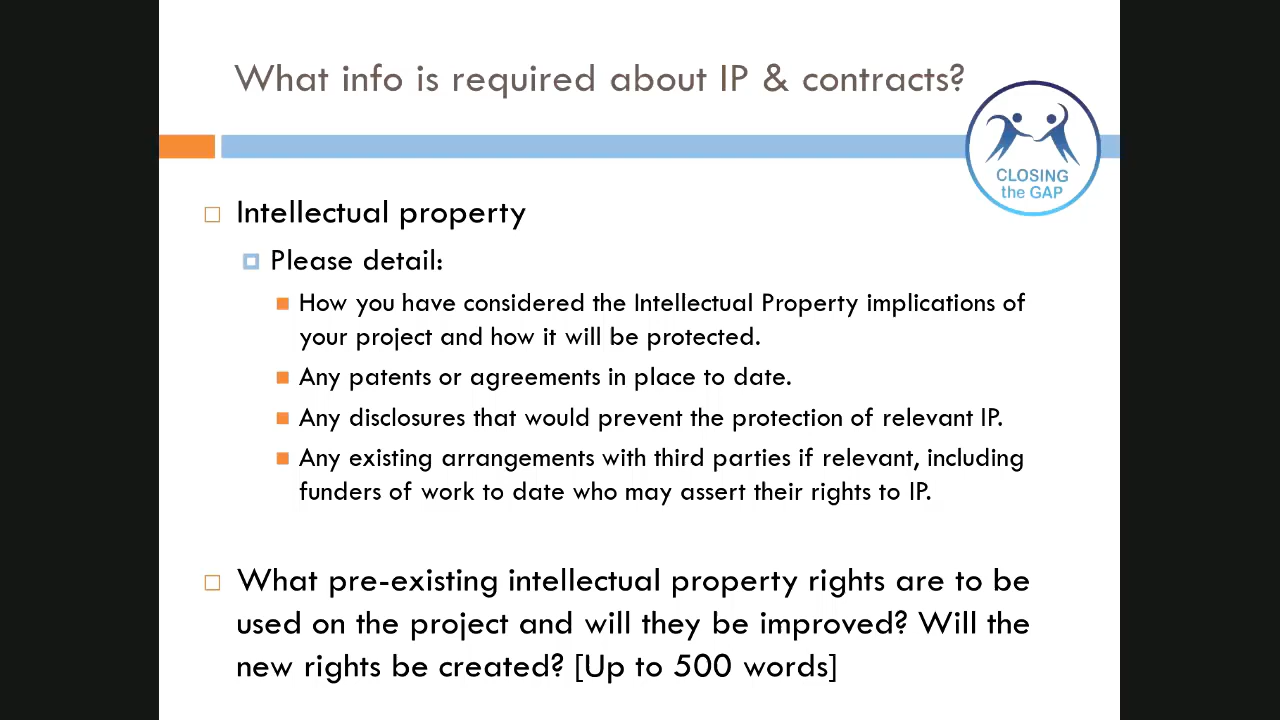 What info is required about IP & contracts?
CLOSING
the GAP
Intellectual property
Please detail:
How you have considered the Intellectual Property implications of
your project and how it will be protected.
Any patents or agreements in place to date.
Any disclosures that would prevent the protection of relevant IP.
Any existing arrangements with third parties if relevant, including
funders of work to date who may assert their rights to IP.
What pre-existing intellectual property rights are to be
used on the project and will they be improved? Will the
new rights be created? [Up to 500 words]